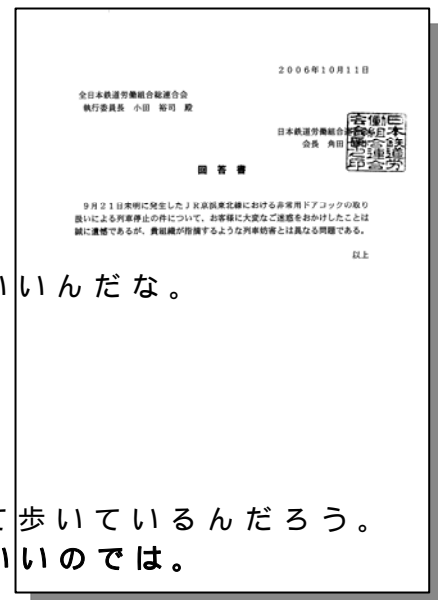 2006年10月11日
全日本鉄道労働組合総連合会
執行委員長 小田 裕司 殿
日本鉄道労働組合
会長 角田
回 答 書
9月21日未明に発生したJR京浜東北線における非常用ドアコックの取り
扱いによる列車停止の件について、お客様に大変なご迷惑をおかけしたことは
誠に遺憾であるが、貴組織が指摘するような列車妨害とは異なる問題である。
以上
いいんだな。
て歩いているんだろう。
いいのでは。